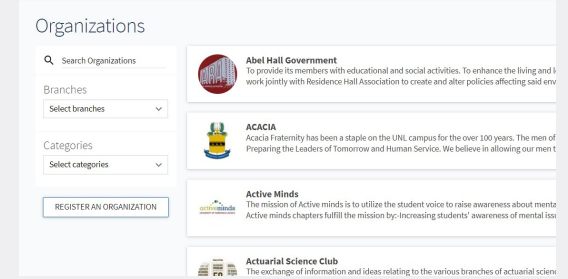 Organizations
Search Organizations
Branches
Select branches
Categories
Select categories
REGISTER AN ORGANIZATION
Abel Hall Government
To provide its members with educational and social activities. To enhance the living and
work jointly with Residence Hall Association to create and alter policies affecting said
ACACIA
Acacia Fraternity has been a staple on the UNL campus for the over 100 years. The men of
Preparing the Leaders of Tomorrow and Human Service. We believe in allowing our men
activeminds
Active Minds
The mission of Active minds is to utilize the student voice to raise awareness about
Active minds chapters fulfill the mission by:-Increasing students' awareness of mental
Actuarial Science Club
The exchange of information and ideas relating to the various branches of actuarial